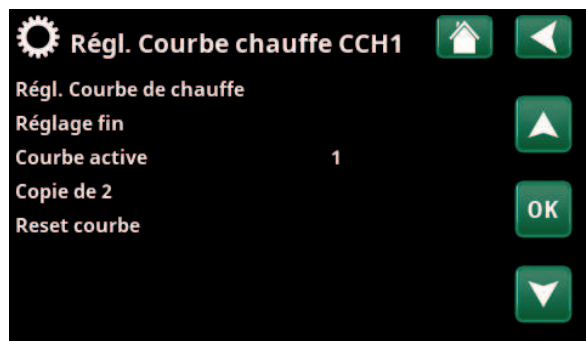 Régl. Courbe chauffe CCH1
Régl. Courbe de chauffe
Réglage fin
Courbe active 1
Copie de 2
OK
Reset courbe